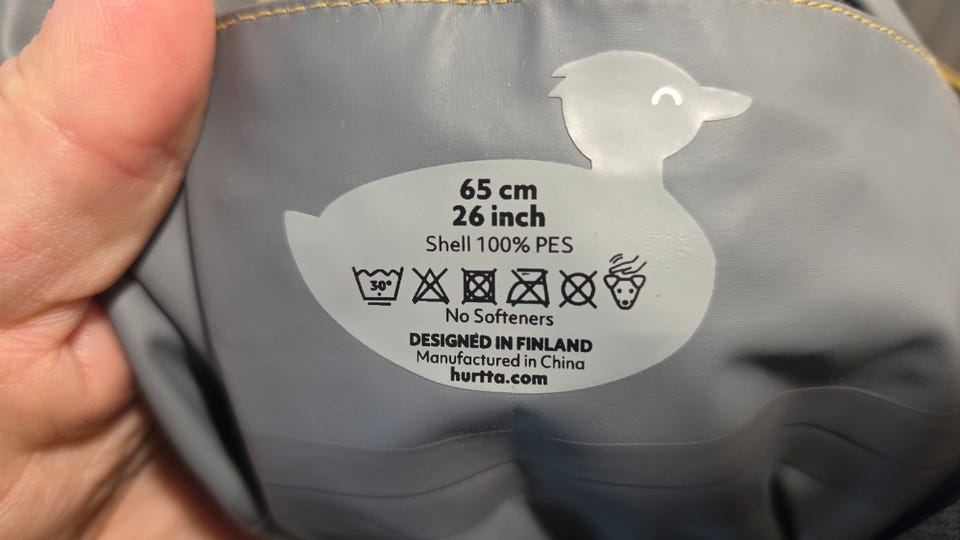 65 cm
26 inch
Shell 100% PES
30°
No Softeners
DESIGNED IN FINLAND
Manufactured in China
hurtta.com